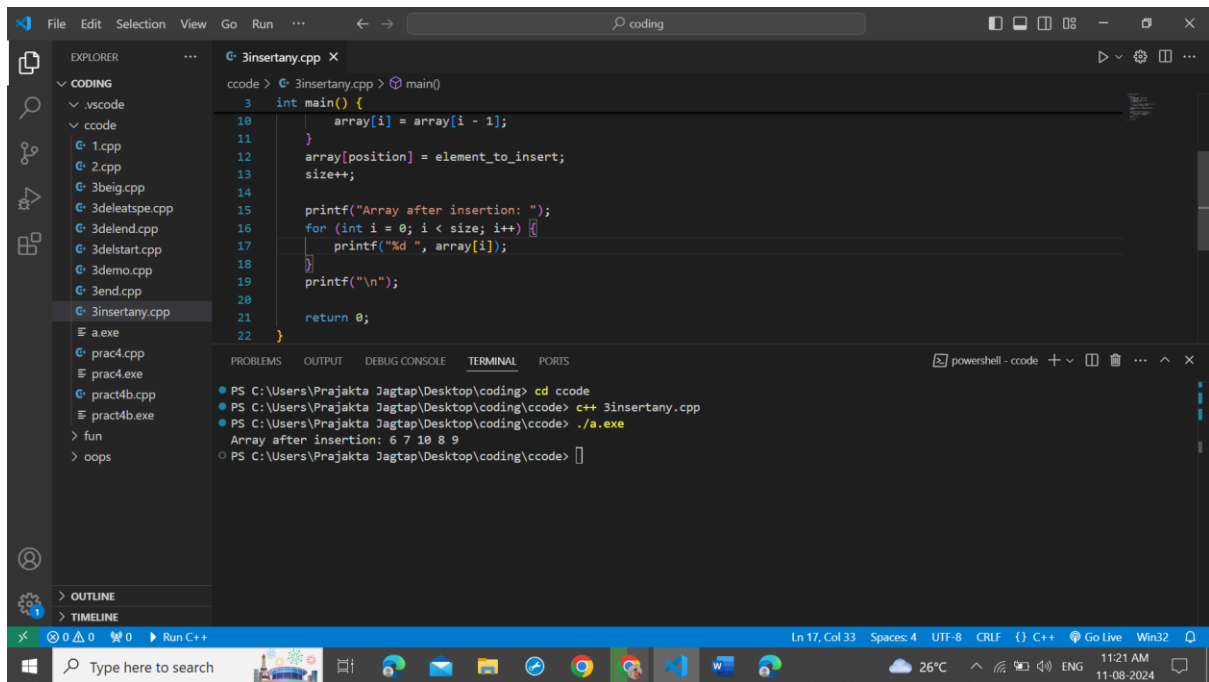 File Edit Selection View Go Run ··· coding
EXPLORER ···
CODING
.vscode
ccode
1.cpp
2.cpp
3beig.cpp
3deleatspe.cpp
3delend.cpp
3delstart.cpp
3demo.cpp
3end.cpp
3insertany.cpp
a.exe
prac4.cpp
prac4.exe
pract4b.cpp
pract4b.exe
fun
oops
OUTLINE
TIMELINE
1
3insertany.cpp
ccode > 3insertany.cpp > main()
3 int main() {
10 array[i] = array[i - 1];
11 }
12 array[position] = element_to_insert;
13 size++;
14
15 printf("Array after insertion: ");
16 for (int i = 0; i < size; i++) {
17 printf("%d ", array[i]);
18 }
19 printf("\n");
20
21 return 0;
22 }
PROBLEMS OUTPUT DEBUG CONSOLE TERMINAL PORTS powershell - ccode
PS C:\Users\Prajakta Jagtap\Desktop\coding> cd ccode
PS C:\Users\Prajakta Jagtap\Desktop\coding\ccode> c++ 3insertany.cpp
PS C:\Users\Prajakta Jagtap\Desktop\coding\ccode> ./a.exe
Array after insertion: 6 7 10 8 9
PS C:\Users\Prajakta Jagtap\Desktop\coding\ccode>
0 0 0 Run C++ Ln 17, Col 33 Spaces: 4 UTF-8 CRLF {} C++ Go Live Win32
Type here to search 26°C ENG 11:21 AM
11-08-2024